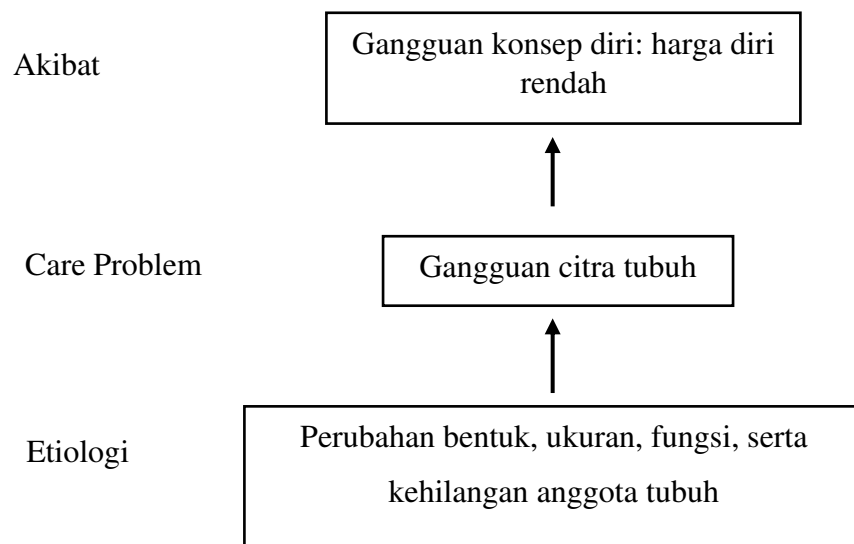 Akibat
Gangguan konsep diri: harga diri
rendah
Care Problem
Gangguan citra tubuh
Etiologi
Perubahan bentuk, ukuran, fungsi, serta
kehilangan anggota tubuh